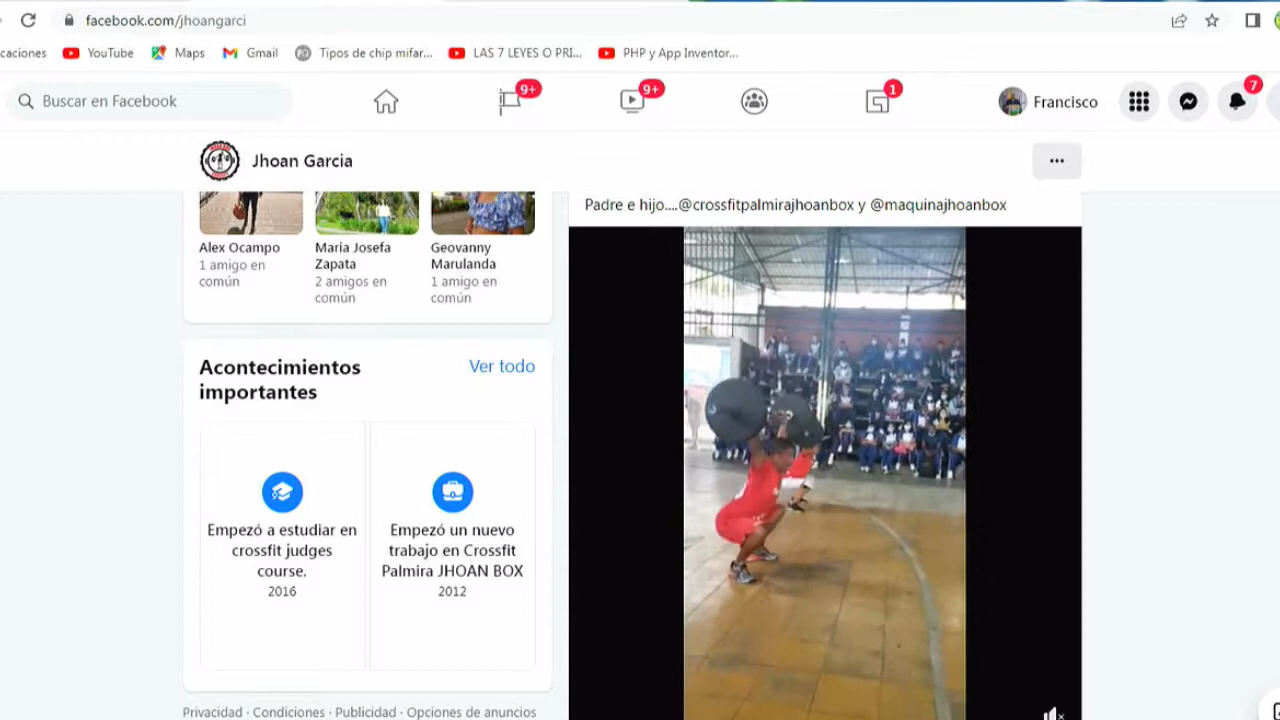 facebook.com/jhoangarci
caciones YouTube Maps Gmail Tipos de chip mifar... LAS 7 LEYES O PRI... PHP y App Inventor...
Buscar en Facebook 9+ 9+ 1 Francisco 7
Jhoan Garcia ...
Alex Ocampo
1 amigo en
común
Maria Josefa
Zapata
2 amigos en
común
Geovanny
Marulanda
1 amigo en
común
Acontecimientos
importantes
Ver todo
Empezó a estudiar en
crossfit judges
course.
2016
Empezó un nuevo
trabajo en Crossfit
Palmira JHOAN BOX
2012
Privacidad · Condiciones · Publicidad · Opciones de anuncios
Padre e hijo....@crossfitpalmirajhoanbox y @maquinajhoanbox